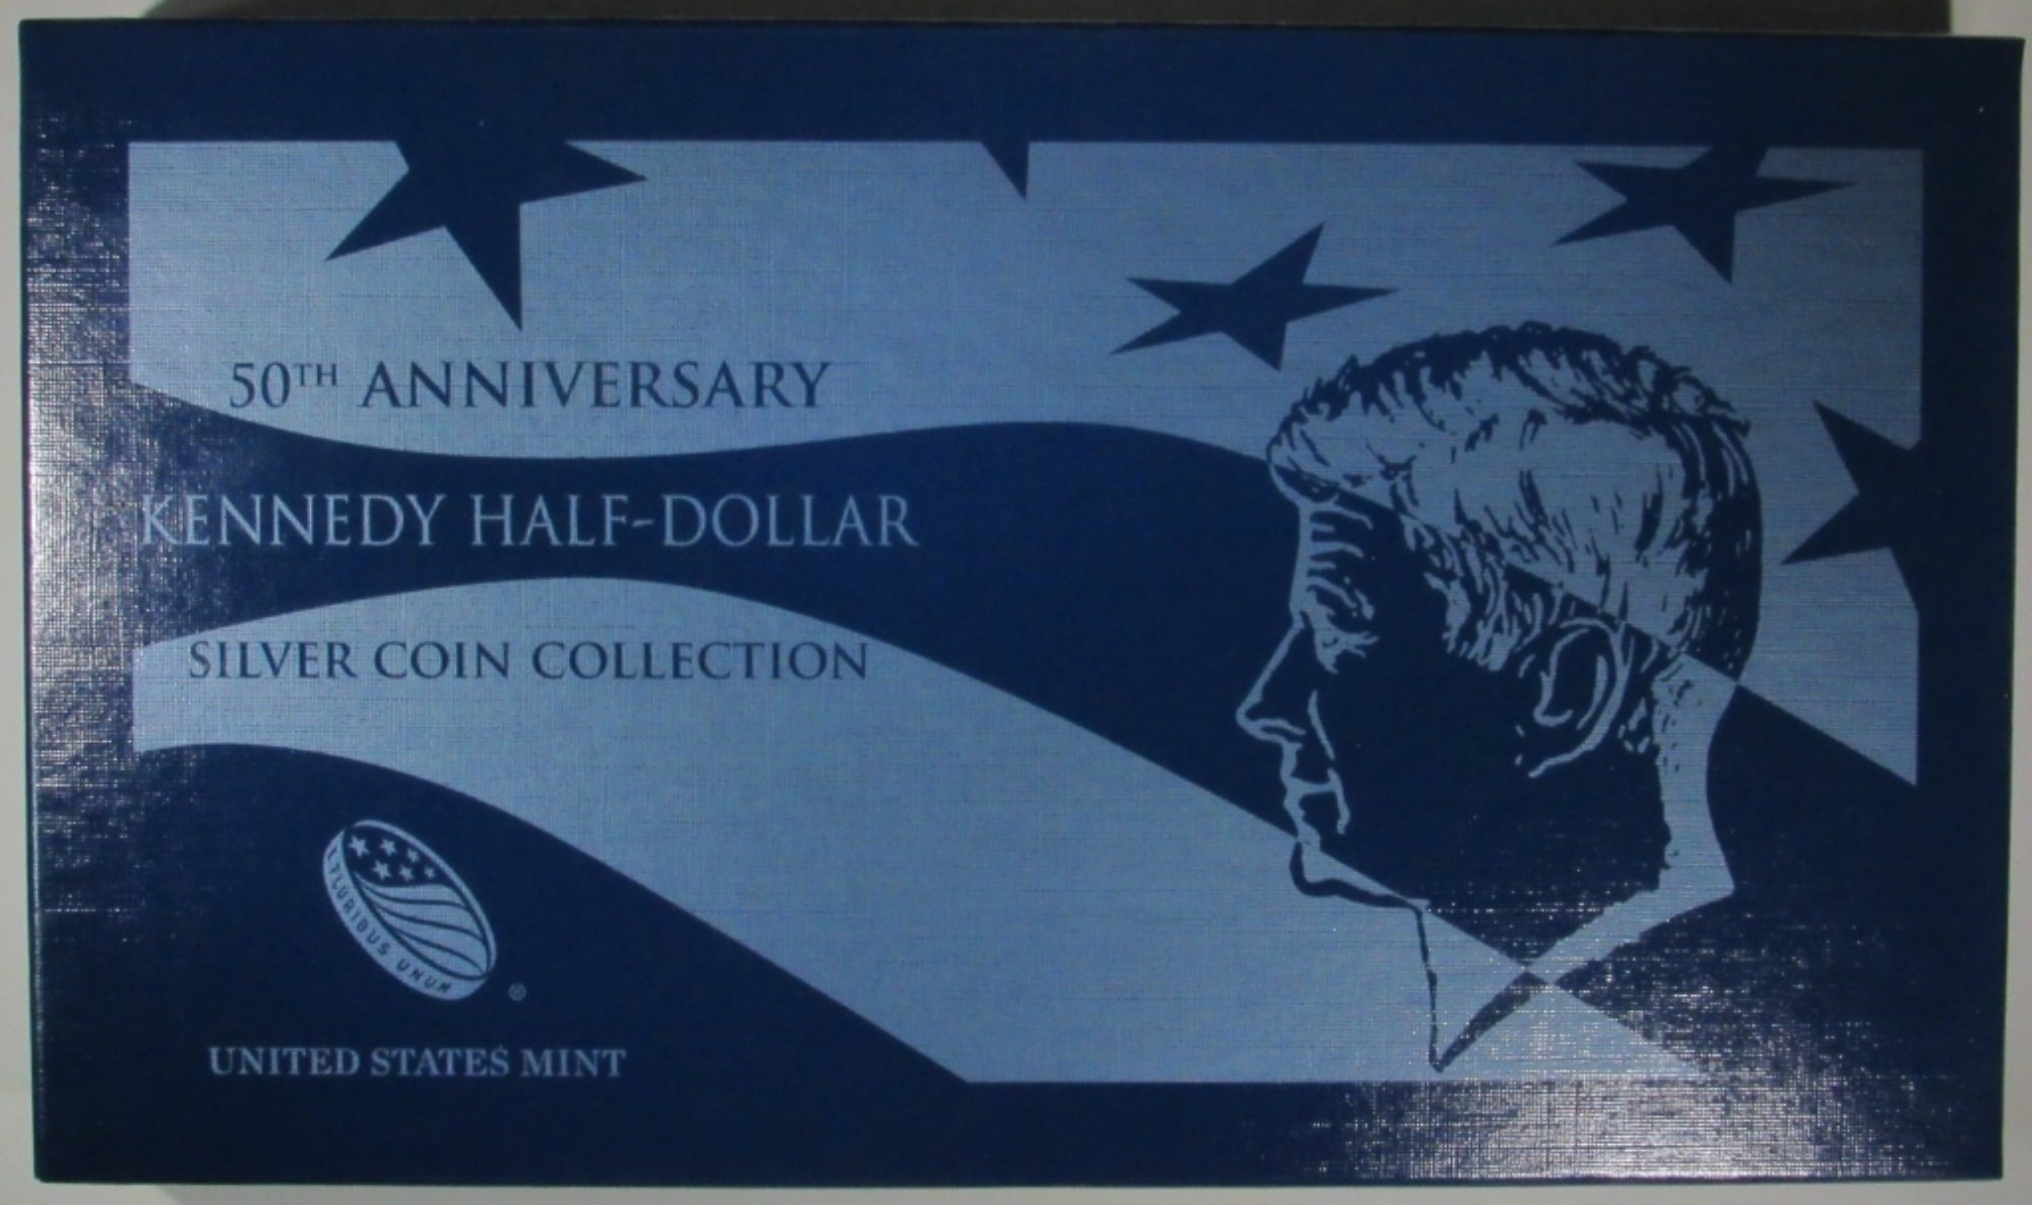 50TH ANNIVERSARY
KENNEDY HALF-DOLLAR
SILVER COIN COLLECTION
PLURIBUS UNUM
®
UNITED STATES MINT